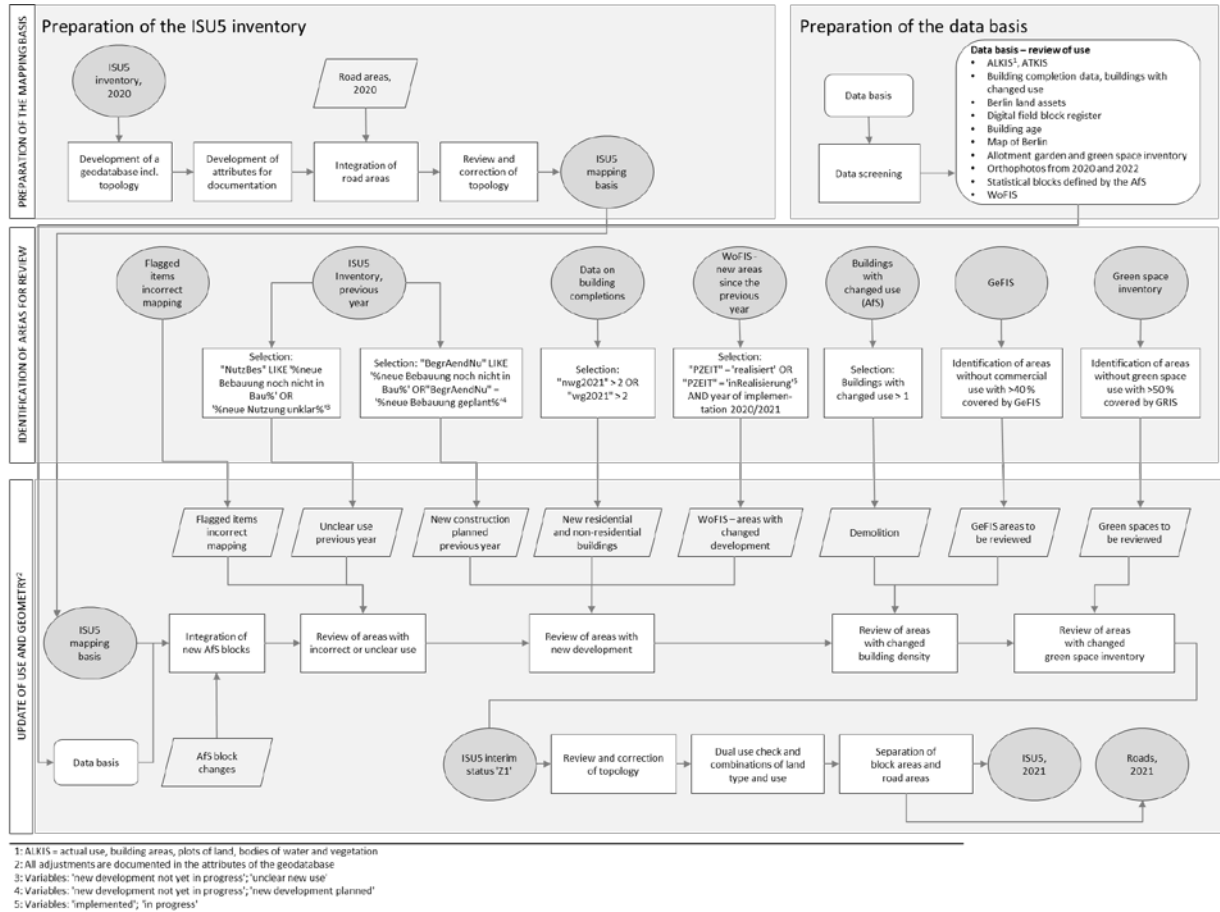 PREPARATION OF THE MAPPING BASIS
Preparation of the ISU5 inventory
ISU5
inventory,
2020
Road areas,
2020
Development of a
geodatabase incl.
topology
Development of
attributes for
documentation
Integration of
road areas
Review and
correction of
topology
ISU5
mapping
basis
Preparation of the data basis
Data basis
Data screening
Data basis – review of use
• ALKIS¹, ATKIS
• Building completion data, buildings with
changed use
• Berlin land assets
• Digital field block register
• Building age
• Map of Berlin
• Allotment garden and green space inventory
• Orthophotos from 2020 and 2022
• Statistical blocks defined by the AfS
• WoFIS
IDENTIFICATION OF AREAS FOR REVIEW
Flagged
items
incorrect
mapping
ISU5
Inventory,
previous
year
Data on
building
completions
WoFIS -
new areas
since the
previous
year
Buildings
with
changed use
(AfS)
GeFIS
Green space
inventory
Selection:
"NutzBes" LIKE '%neue
Bebauung noch nicht in
Bau%' OR
'%neue Nutzung unklar%'³
Selection: "BegrAendNu" LIKE
'%neue Bebauung noch nicht in
Bau%' OR"BegrAendNu" =
'%neue Bebauung geplant%'⁴
Selection:
"nwg2021" > 2 OR
"wg2021" > 2
Selection:
"PZEIT" = 'realisiert' OR
"PZEIT" = 'inRealisierung'⁵
AND year of implemen-
tation 2020/2021
Selection:
Buildings with
changed use > 1
Identification of areas
without commercial
use with >40%
covered by GeFIS
Identification of areas
without green space
use with >50%
covered by GRIS
UPDATE OF USE AND GEOMETRY²
Flagged items
incorrect
mapping
Unclear use
previous year
New construction
planned
previous year
New residential
and non-residential
buildings
WoFIS – areas with
changed
development
Demolition
GeFIS areas to
be reviewed
Green spaces to
be reviewed
ISU5
mapping
basis
Integration of
new AfS blocks
Review of areas with
incorrect or unclear use
Review of areas with
new development
Review of areas
with changed
building density
Review of areas
with changed
green space inventory
Data basis
AfS block
changes
ISU5 interim
status 'Z1'
Review and correction
of topology
Dual use check and
combinations of land
type and use
Separation of
block areas and
road areas
ISU5,
2021
Roads,
2021
1: ALKIS = actual use, building areas, plots of land, bodies of water and vegetation
2: All adjustments are documented in the attributes of the geodatabase
3: Variables: 'new development not yet in progress'; 'unclear new use'
4: Variables: 'new development not yet in progress'; 'new development planned'
5: Variables: 'implemented'; 'in progress'